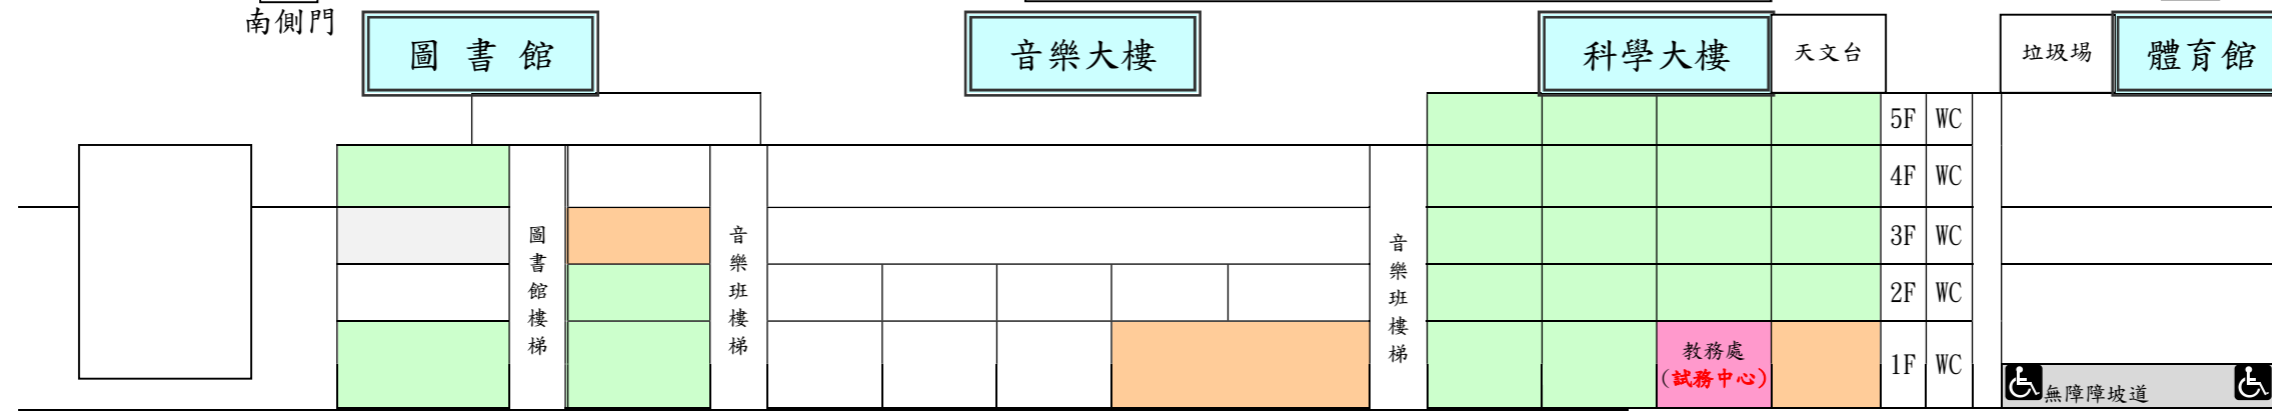 南側門
圖書館
音樂大樓
科學大樓
天文台
垃圾場
體育館
5F WC
4F WC
3F WC
2F WC
1F WC
圖書館樓梯
音樂班樓梯
音樂班樓梯
教務處
(試務中心)
無障障坡道